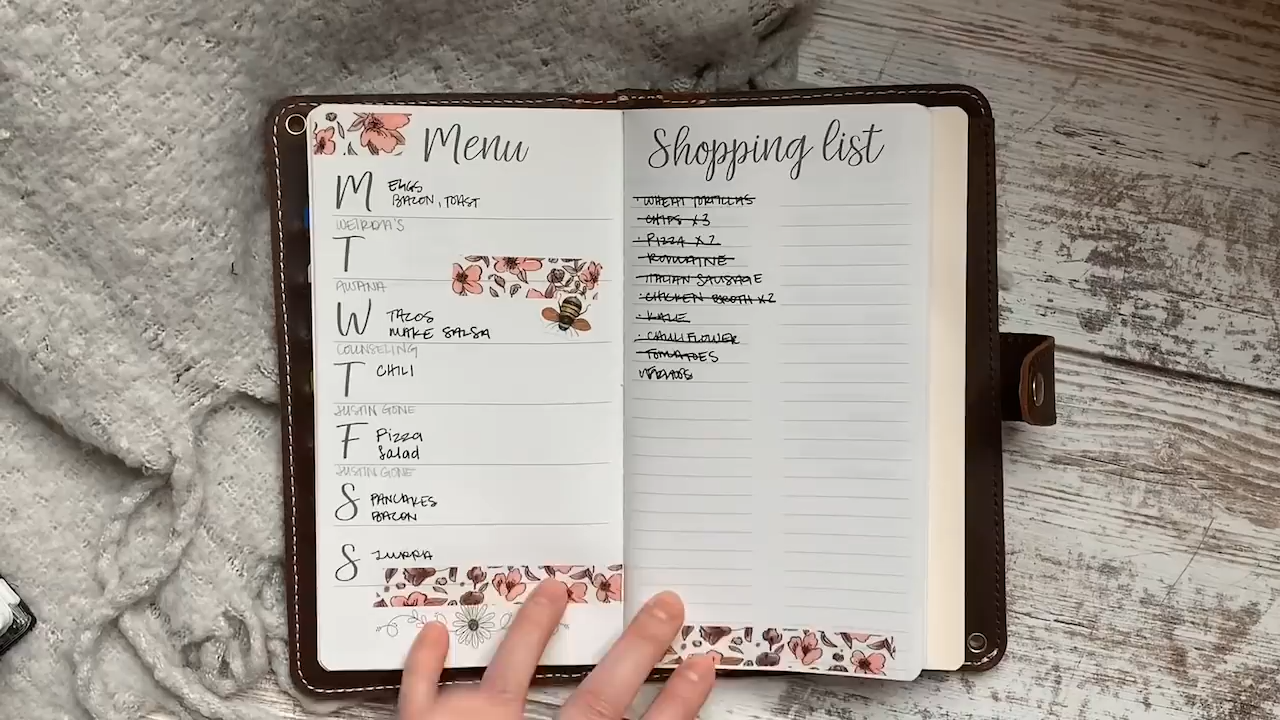 Menu
M EGGS
BACON, TOAST
T
AWANA
W TACOS
MAKE SALSA
COUNSELING
T CHILI
JUSTIN GONE
F Pizza
Salad
JUSTIN GONE
S PANCAKES
BACON
S
Shopping list
· WHEAT TORTILLAS
· CHIPS X3
· PIZZA X2
· ROMAINE
ITALIAN SAUSAGE
· CHICKEN BROTH X2
· KALE
· CAULIFLOWER
· TOMATOES